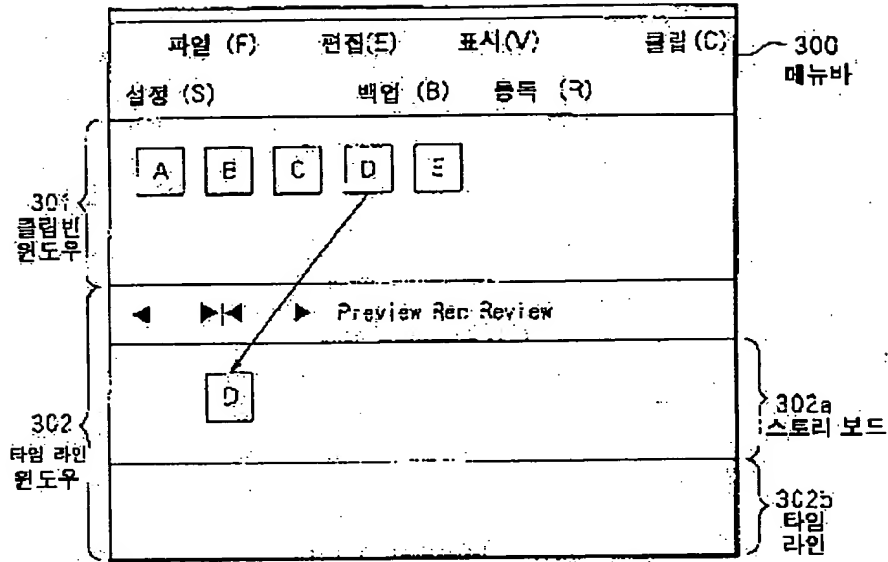 파일 (F) 편집(E) 표시(V) 클립 (C)
300
메뉴바
설정 (S) 백업 (B) 등록 (R)
A B C D E
301
클립빈
윈도우
Preview Rec Review
D
302
타임 라인
윈도우
302a
스토리 보드
302b
타임
라인